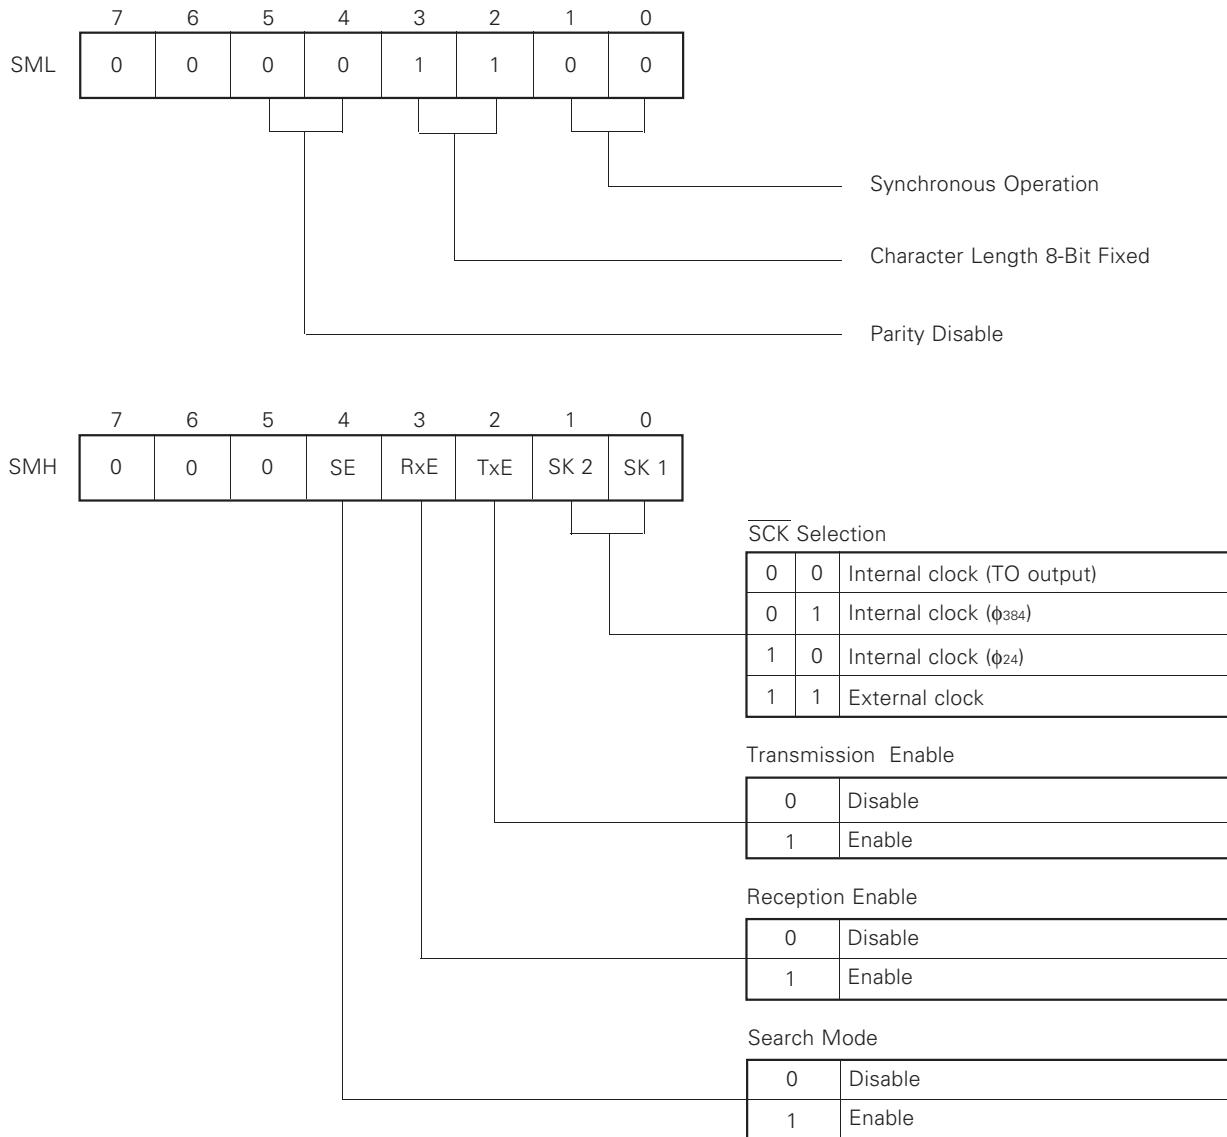 7 6 5 4 3 2 1 0
SML 0 0 0 0 1 1 0 0
Synchronous Operation
Character Length 8-Bit Fixed
Parity Disable
7 6 5 4 3 2 1 0
SMH 0 0 0 SE RxE TxE SK 2 SK 1
SCK Selection
0 0 Internal clock (TO output)
0 1 Internal clock (ϕ384)
1 0 Internal clock (ϕ24)
1 1 External clock
Transmission Enable
0 Disable
1 Enable
Reception Enable
0 Disable
1 Enable
Search Mode
0 Disable
1 Enable